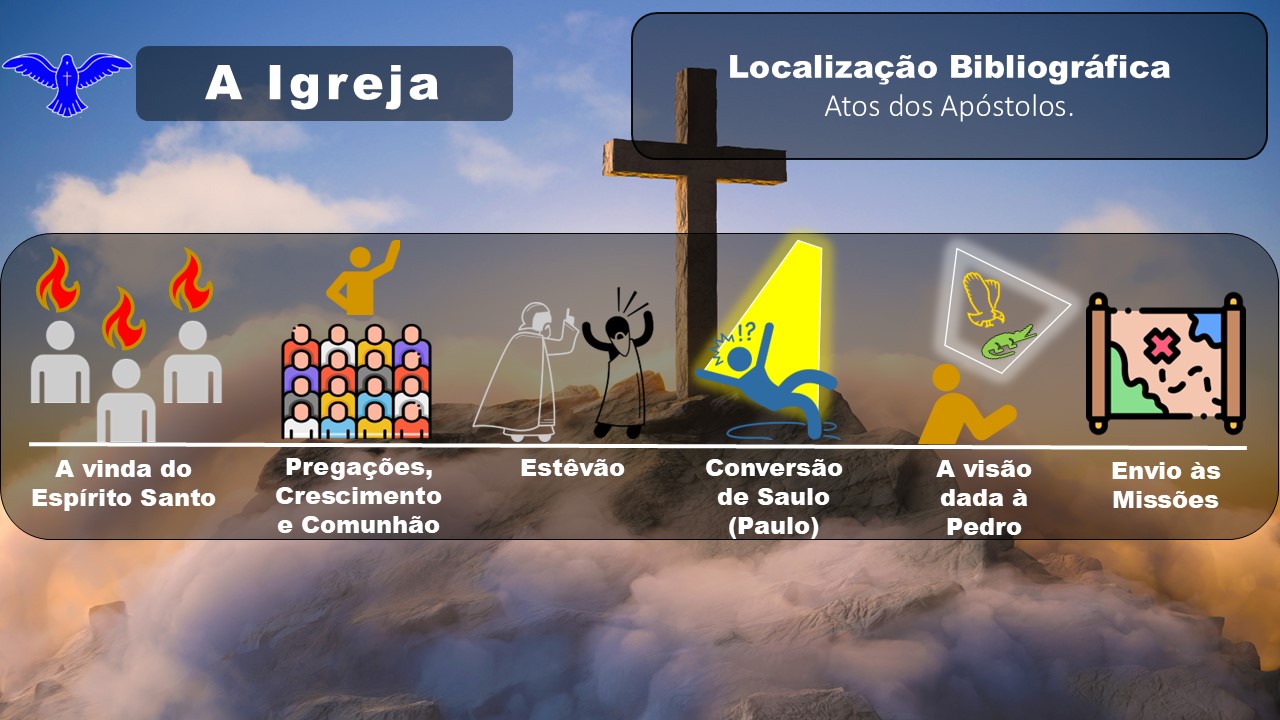 A Igreja
Localização Bibliográfica
Atos dos Apóstolos.
!?
A vinda do
Espírito Santo
Pregações,
Crescimento
e Comunhão
Estêvão
Conversão
de Saulo
(Paulo)
A visão
dada à
Pedro
Envio às
Missões